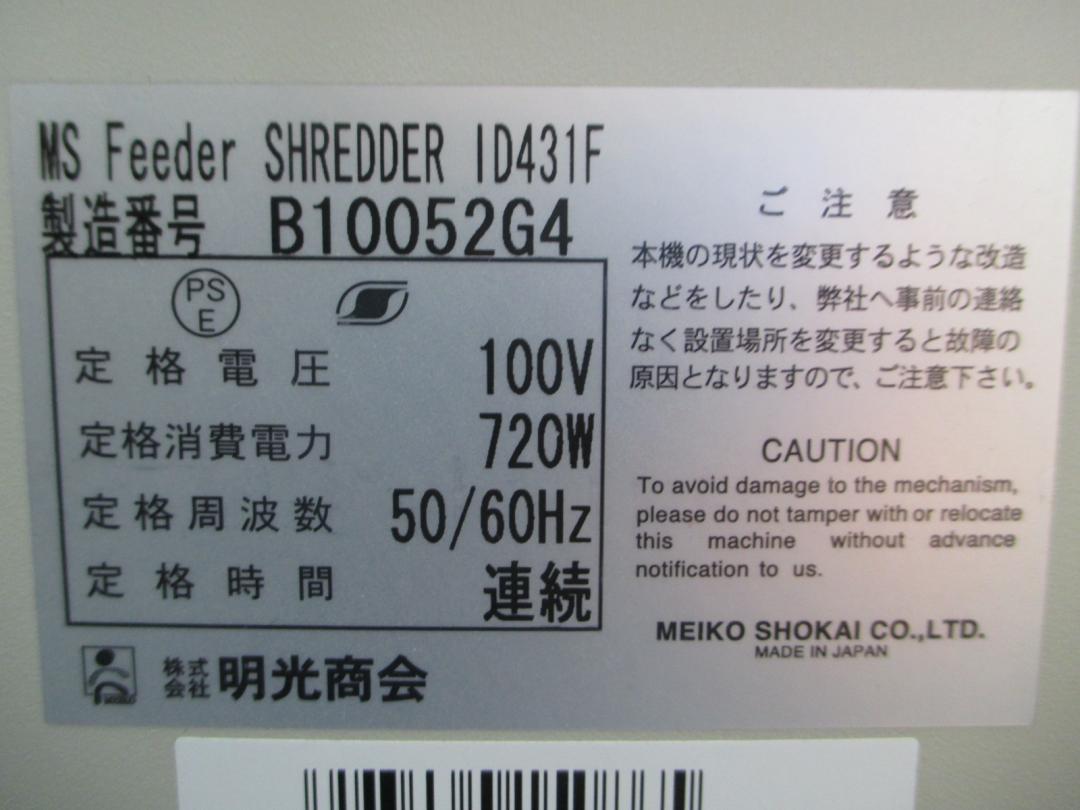 MS Feeder SHREDDER ID431F
製造番号 B10052G4
PS
E
定格電圧 100V
定格消費電力 720W
定格周波数 50/60Hz
定格時間 連続
株式
会社 明光商会
ご注意
本機の現状を変更するような改造
などをしたり、弊社へ事前の連絡
なく設置場所を変更すると故障の
原因となりますので、ご注意下さい。
CAUTION
To avoid damage to the mechanism,
please do not tamper with or relocate
this machine without advance
notification to us.
MEIKO SHOKAI CO.,LTD.
MADE IN JAPAN